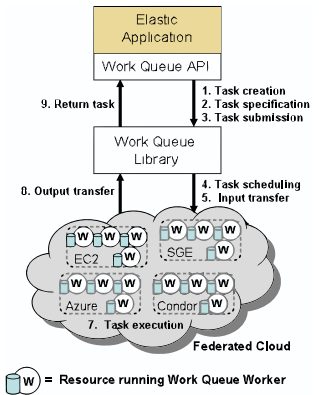 Elastic
Application
Work Queue API
9. Return task
1. Task creation
2. Task specification
3. Task submission
Work Queue
Library
8. Output transfer
4. Task scheduling
5. Input transfer
W W W W W W
EC2 W SGE W
W W W W W W
Azure W Condor W
7. Task execution
Federated Cloud
W = Resource running Work Queue Worker